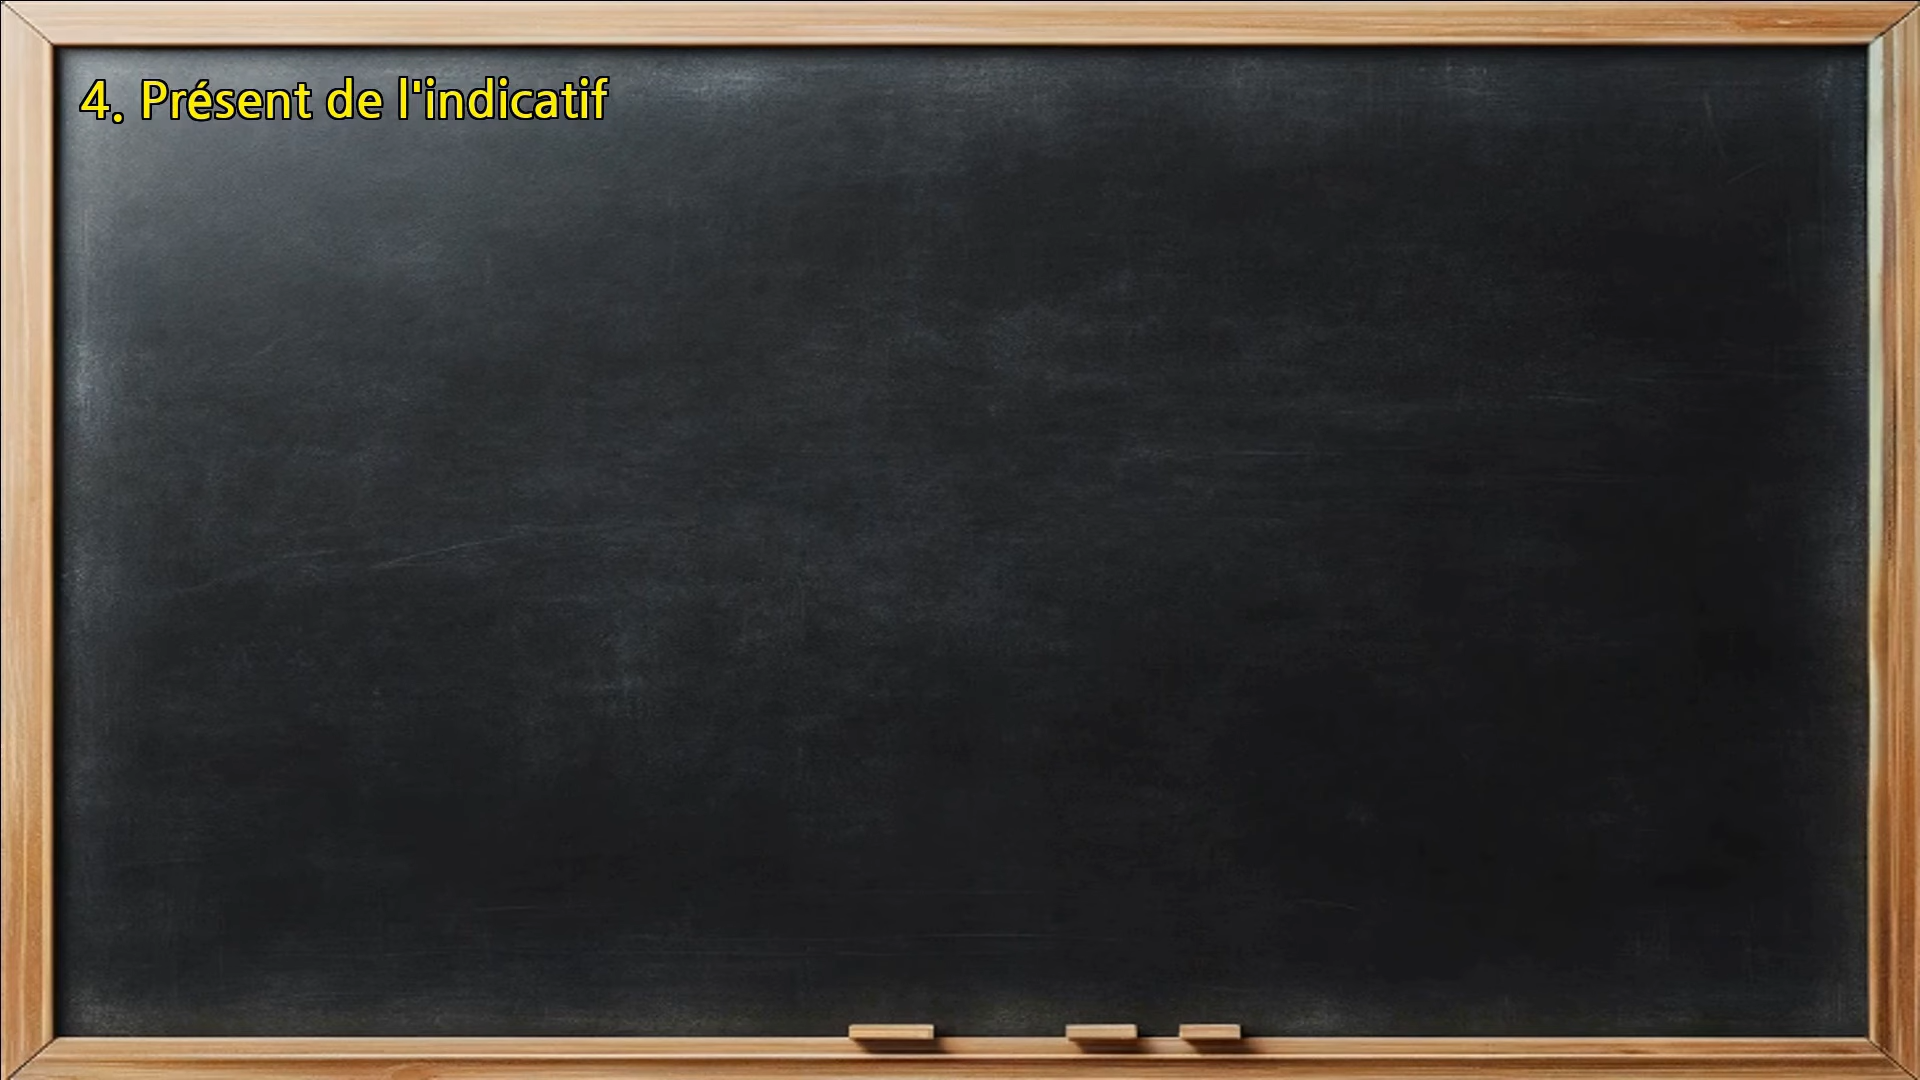 4. Présent de l'indicatif